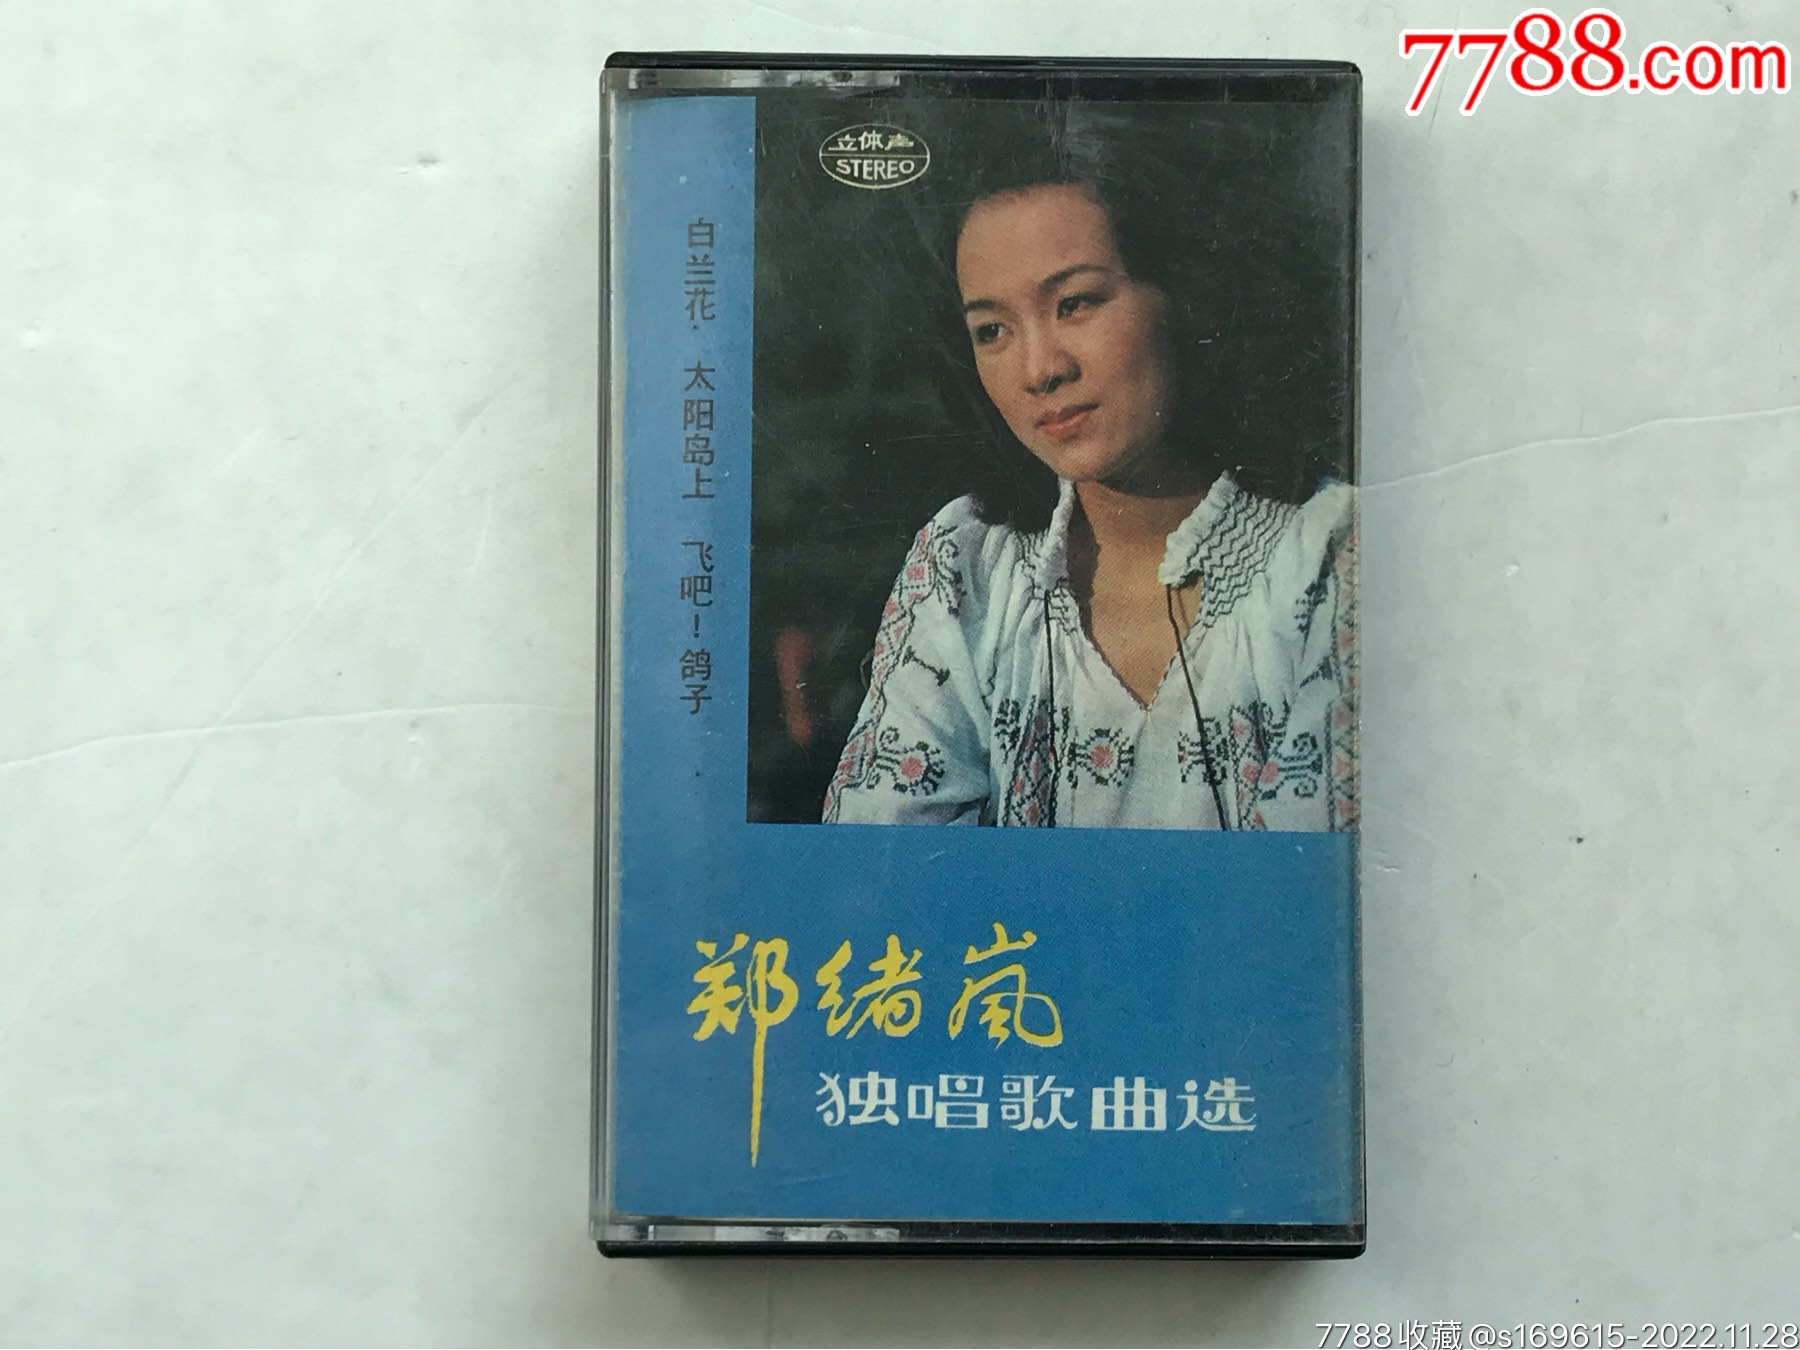 7788.com
立体声
STEREO
白兰花·太阳岛上 飞吧！鸽子
郑绪岚
独唱歌曲选
7788收藏@s169615-2022.11.28